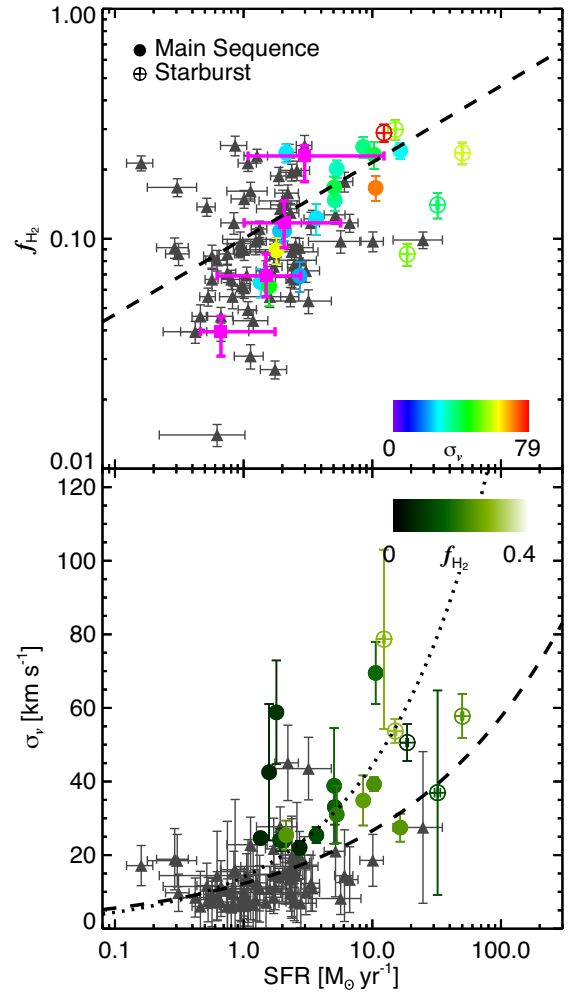 1.00
Main Sequence
Starburst
f_H₂
0.10
0 σ_v 79
0.01
120
0 f_H₂ 0.4
100
80
σ_v [km s⁻¹]
60
40
20
0
0.1 1.0 10.0 100.0
SFR [M_⊙ yr⁻¹]